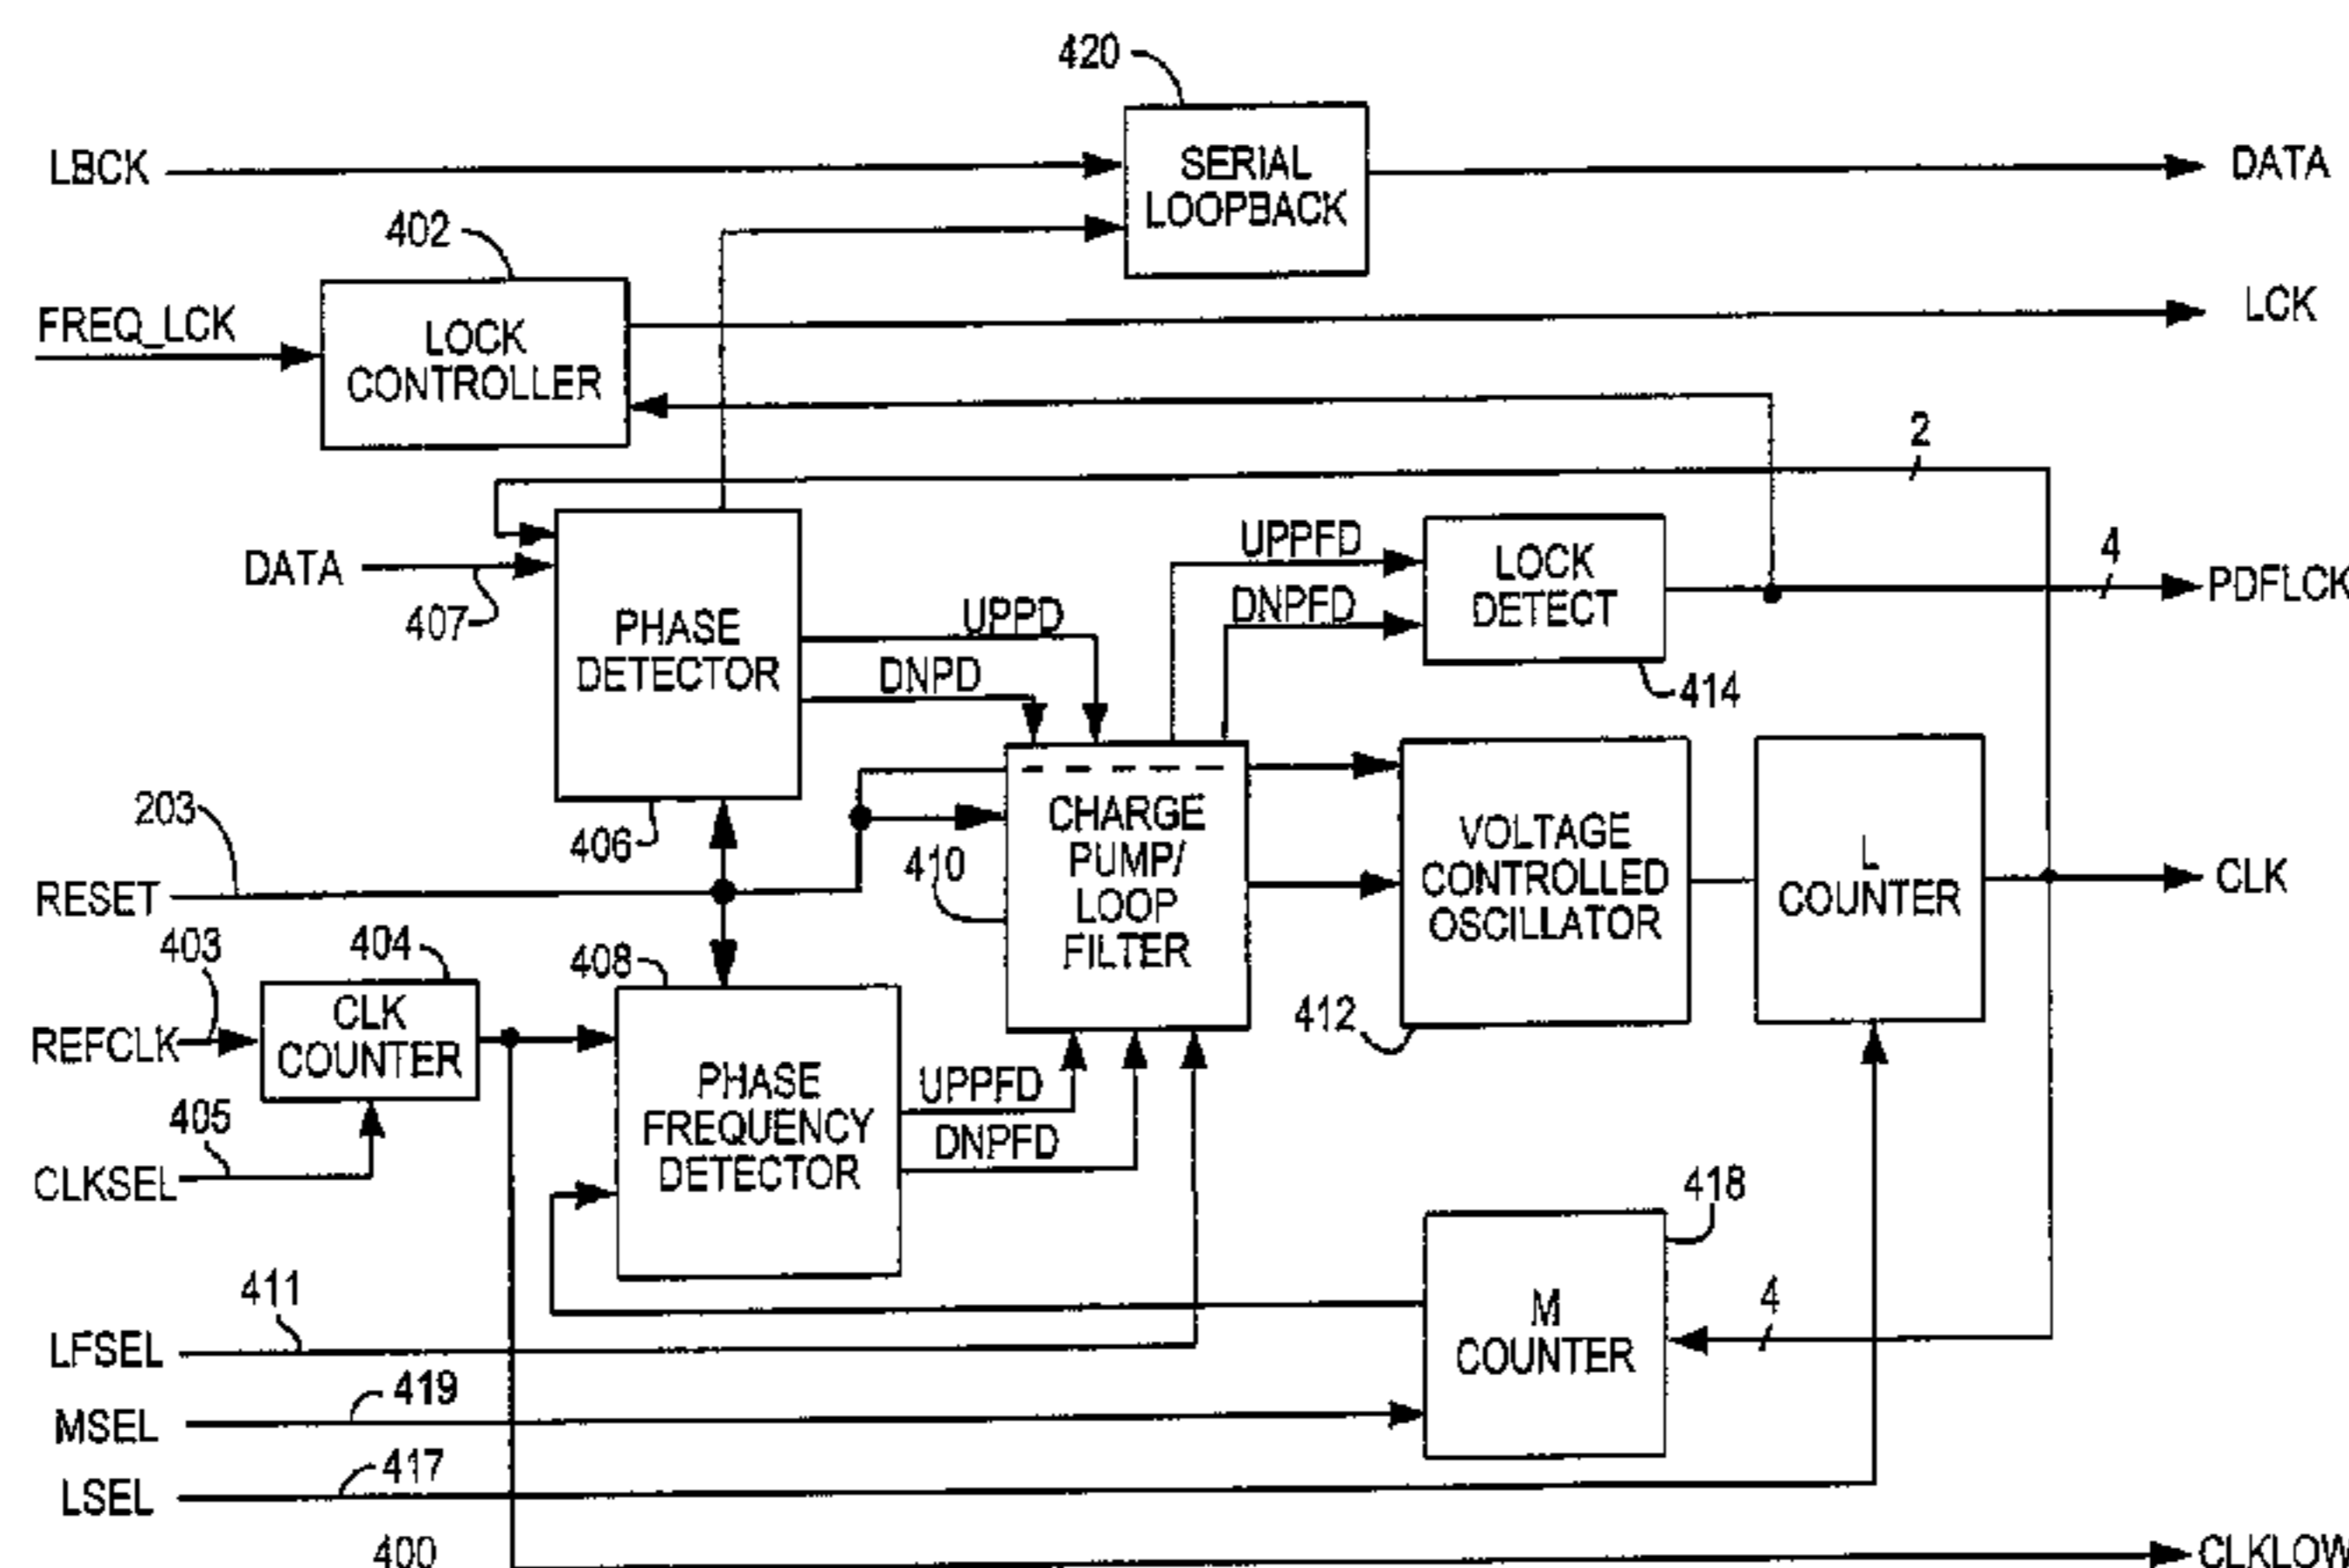 420
LBCK
SERIAL
LOOPBACK
DATA
402
FREQ_LCK
LOCK
CONTROLLER
LCK
2
DATA
407
PHASE
DETECTOR
UPPD
DNPD
UPPFD
DNPFD
LOCK
DETECT
414
4
PDFLCK
203
406
410
CHARGE
PUMP/
LOOP
FILTER
VOLTAGE
CONTROLLED
OSCILLATOR
412
L
COUNTER
CLK
RESET
403
404
408
REFCLK
CLK
COUNTER
405
CLKSEL
PHASE
FREQUENCY
DETECTOR
UPPFD
DNPFD
418
M
COUNTER
4
411
LFSEL
419
MSEL
417
LSEL
400
CLKLOW